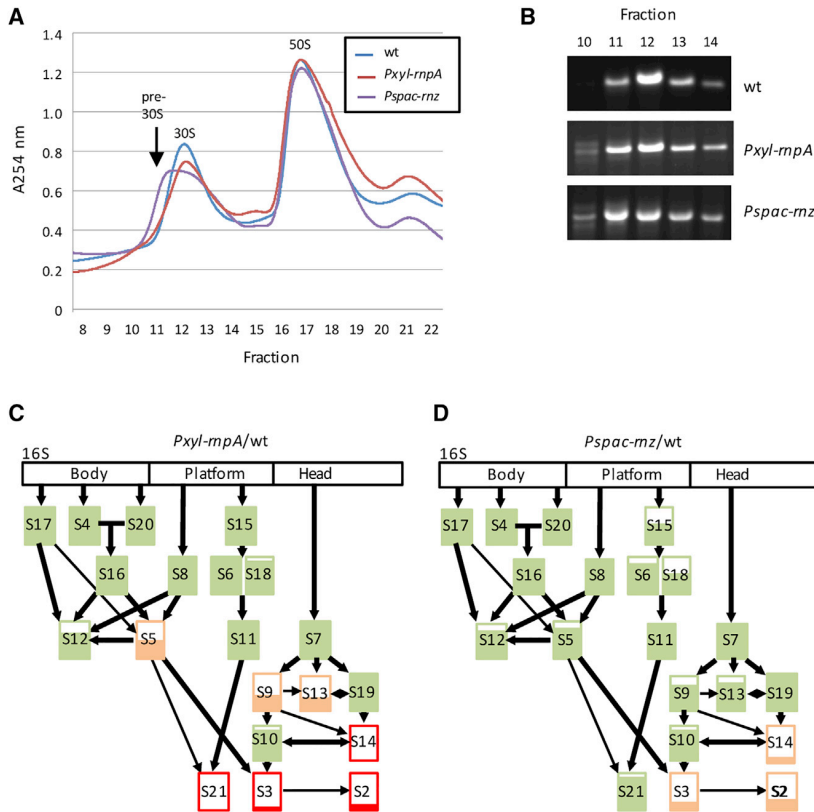 A
1.4
1.2
1.0
0.8
0.6
0.4
0.2
0
A254 nm
pre-
30S
30S
50S
wt
Pxyl-rnpA
Pspac-rnz
8 9 10 11 12 13 14 15 16 17 18 19 20 21 22
Fraction
B
Fraction
10 11 12 13 14
wt
Pxyl-rnpA
Pspac-rnz
C
Pxyl-rnpA/wt
16S
Body Platform Head
S17 S4 S20 S15
S16 S8 S6 S18
S12 S5 S11 S7
S9 S13 S19
S10 S14
S21 S3 S2
D
Pspac-rnz/wt
16S
Body Platform Head
S17 S4 S20 S15
S16 S8 S6 S18
S12 S5 S11 S7
S9 S13 S19
S10 S14
S21 S3 S2